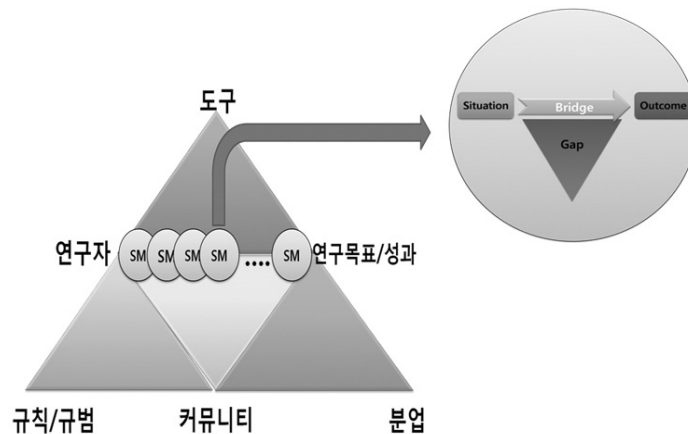 도구
Situation
Bridge
Outcome
Gap
연구자
SM
SM
SM
SM
....
SM
연구목표/성과
규칙/규범
커뮤니티
분업